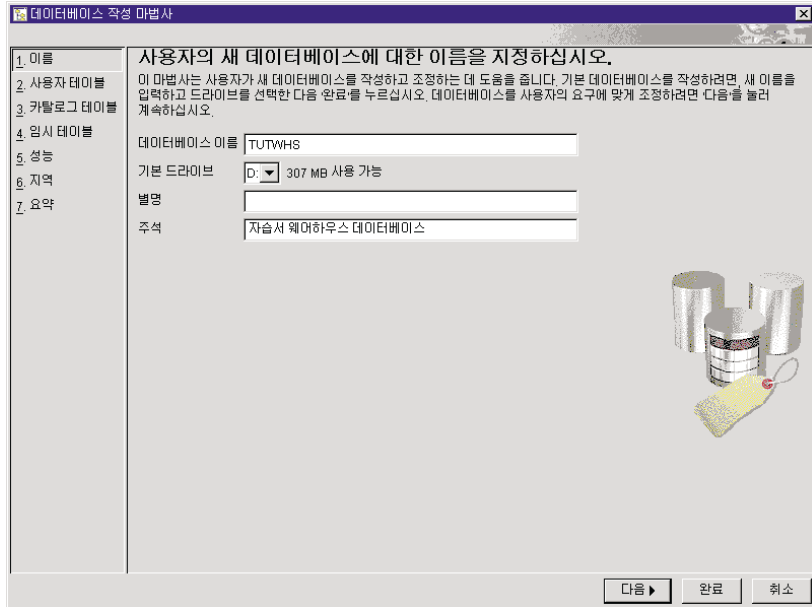 데이터베이스 작성 마법사
1. 이름
2. 사용자 테이블
3. 카탈로그 테이블
4. 임시 테이블
5. 성능
6. 지역
7. 요약
사용자의 새 데이터베이스에 대한 이름을 지정하십시오.
이 마법사는 사용자가 새 데이터베이스를 작성하고 조정하는 데 도움을 줍니다. 기본 데이터베이스를 작성하려면, 새 이름을
입력하고 드라이브를 선택한 다음 '완료'를 누르십시오. 데이터베이스를 사용자의 요구에 맞게 조정하려면 '다음'을 눌러
계속하십시오.
데이터베이스 이름 TUTWHS
기본 드라이브 D: 307 MB 사용 가능
별명
주석 자습서 웨어하우스 데이터베이스
다음 완료 취소